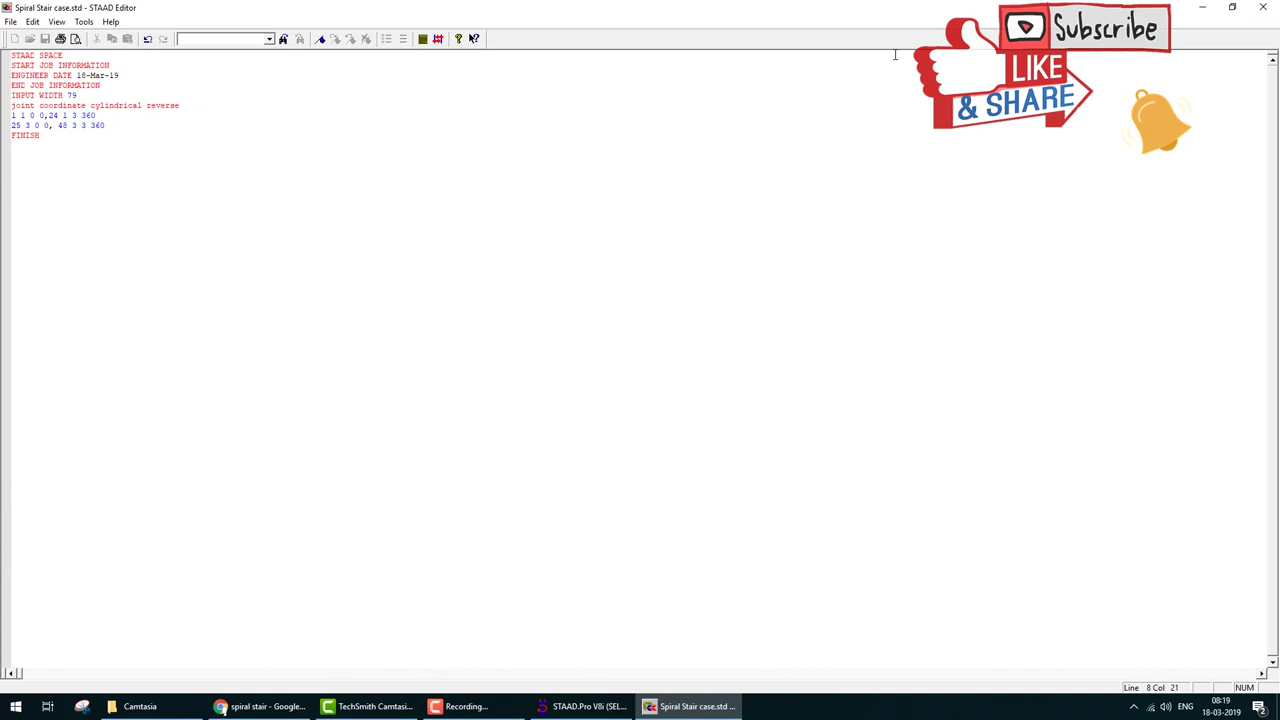 Spiral Stair case.std - STAAD Editor
File Edit View Tools Help
STAAD SPACE
START JOB INFORMATION
ENGINEER DATE 18-Mar-19
END JOB INFORMATION
INPUT WIDTH 79
joint coordinate cylindrical reverse
1 1 0 0,24 1 3 360
25 3 0 0, 48 3 3 360
FINISH
Subscribe
LIKE
& SHARE
Line 8 Col 21 NUM
Camtasia
spiral stair - Google...
TechSmith Camtasi...
Recording...
STAAD.Pro V8i (SEL...
Spiral Stair case.std ...
ENG
08:19
18-03-2019
2